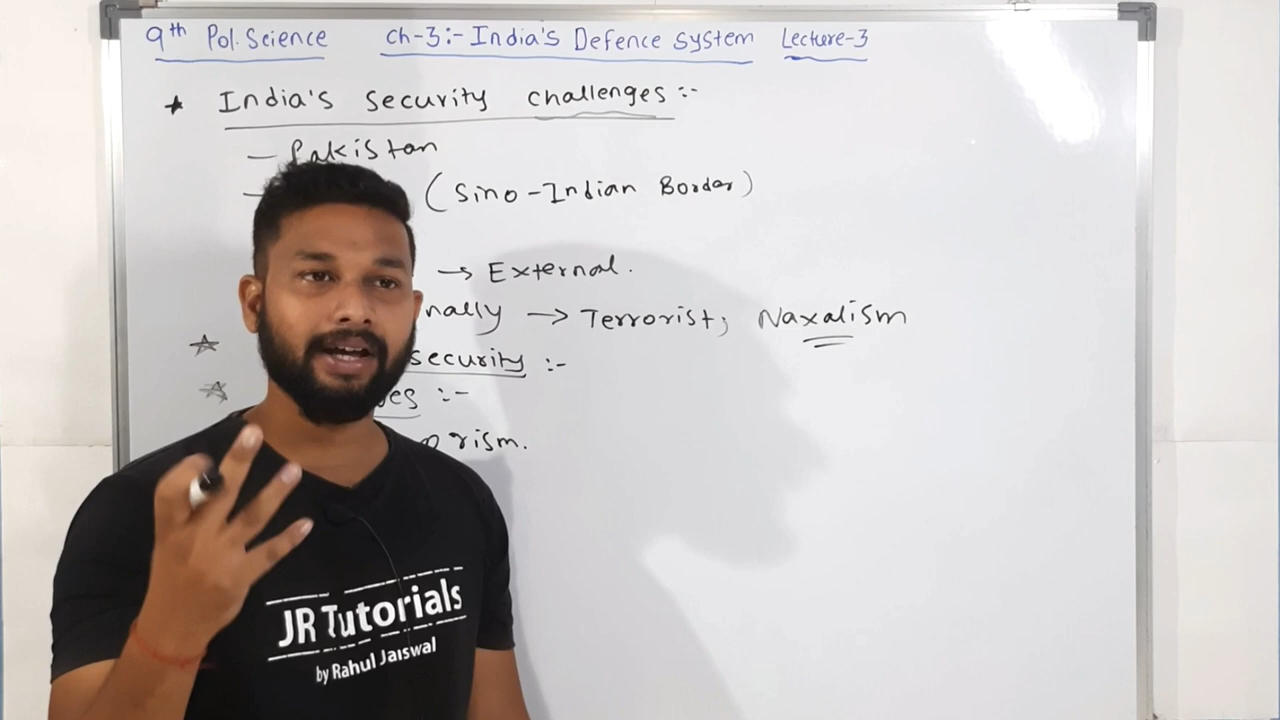 9th Pol. Science Ch-3:- India's Defence system Lecture-3
★ India's security challenges :-
- Pakistan
- (Sino-Indian Border)
→ External.
nally → Terrorist; Naxalism
☆ security :-
☆ es :-
orism.
JR Tutorials
by Rahul Jaiswal